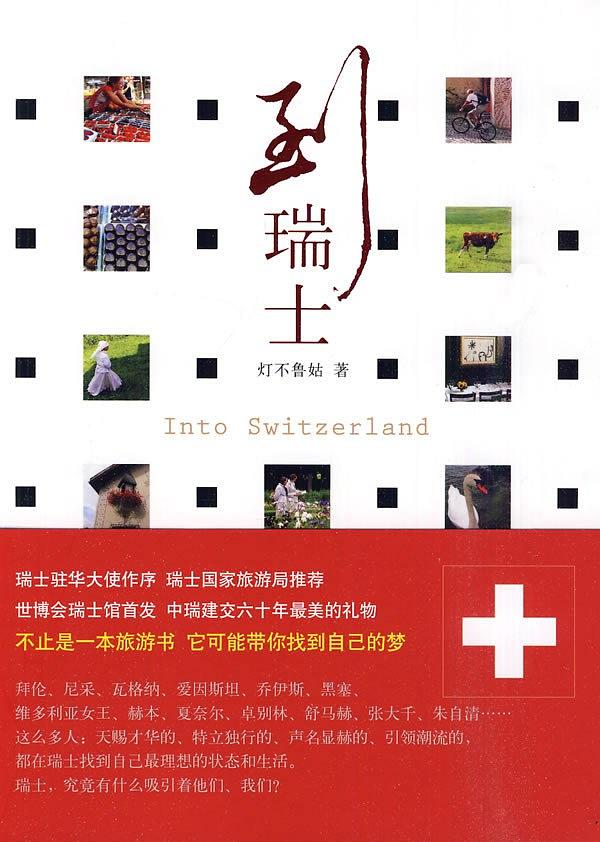 到
瑞
士
灯不鲁姑 著
Into Switzerland
瑞士驻华大使作序 瑞士国家旅游局推荐
世博会瑞士馆首发 中瑞建交六十年最美的礼物
不止是一本旅游书 它可能带你找到自己的梦
拜伦、尼采、瓦格纳、爱因斯坦、乔伊斯、黑塞、
维多利亚女王、赫本、夏奈尔、卓别林、舒马赫、张大千、朱自清……
这么多人：天赐才华的、特立独行的、声名显赫的、引领潮流的，
都在瑞士找到自己最理想的状态和生活。
瑞士，究竟有什么吸引着他们、我们？